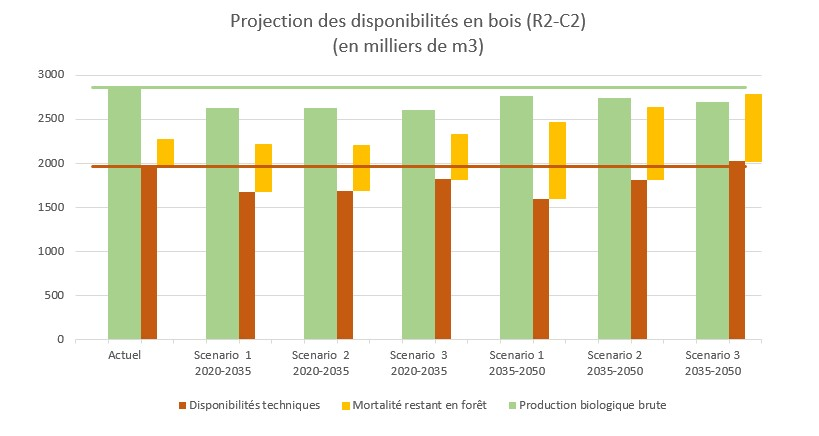 Projection des disponibilités en bois (R2-C2)
(en milliers de m3)
3000
2500
2000
1500
1000
500
0
Actuel
Scenario 1
2020-2035
Scenario 2
2020-2035
Scenario 3
2020-2035
Scenario 1
2035-2050
Scenario 2
2035-2050
Scenario 3
2035-2050
Disponibilités techniques
Mortalité restant en forêt
Production biologique brute